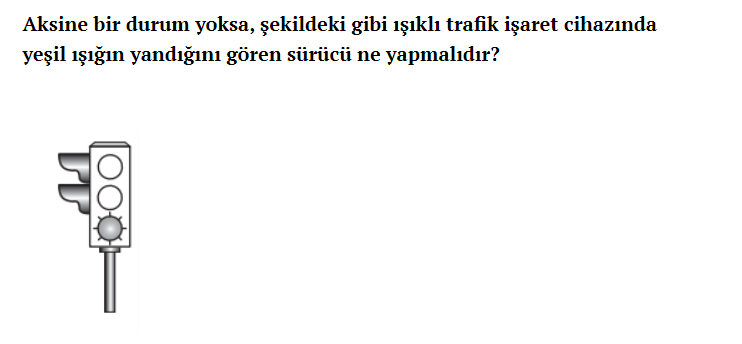 Aksine bir durum yoksa, şekildeki gibi ışıklı trafik işaret cihazında
yeşil ışığın yandığını gören sürücü ne yapmalıdır?